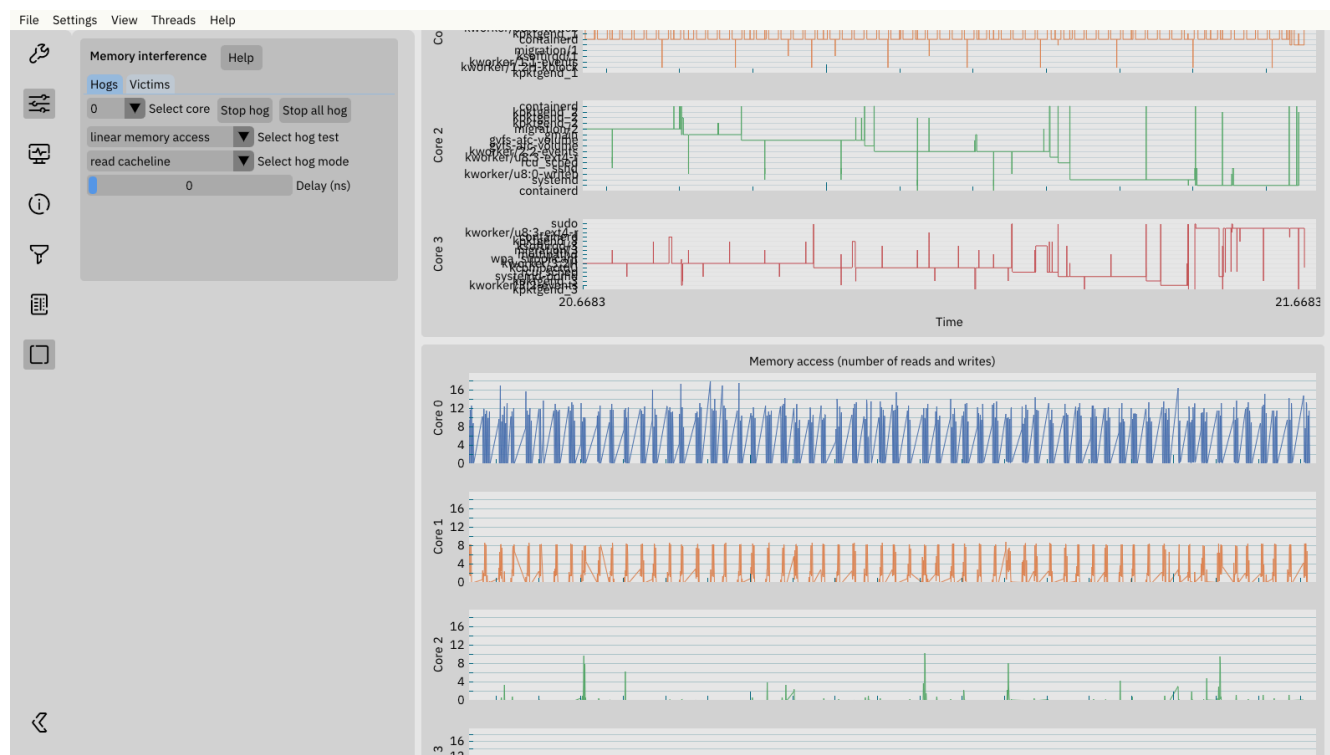 File Settings View Threads Help
Memory interference Help
Hogs Victims
0 Select core Stop hog Stop all hog
linear memory access Select hog test
read cacheline Select hog mode
0 Delay (ns)
Co
containerd
migration/1
kpktgend_1
Core 2
containerd
migration/2
systemd
containerd
Core 3
sudo
kpktgend_3
20.6683 21.6683
Time
Memory access (number of reads and writes)
Core 0
16
12
8
4
0
Core 1
16
12
8
4
0
Core 2
16
12
8
4
0
3
16
12